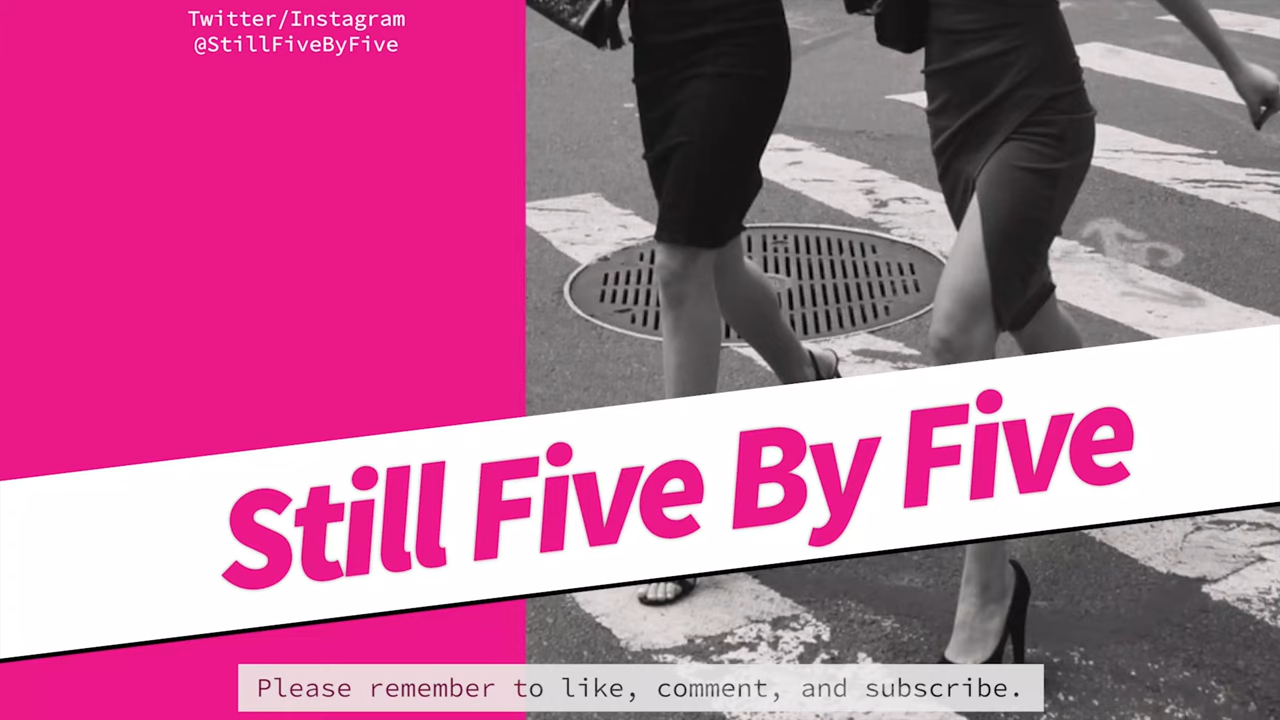 Twitter/Instagram
@StillFiveByFive
Still Five By Five
Please remember to like, comment, and subscribe.